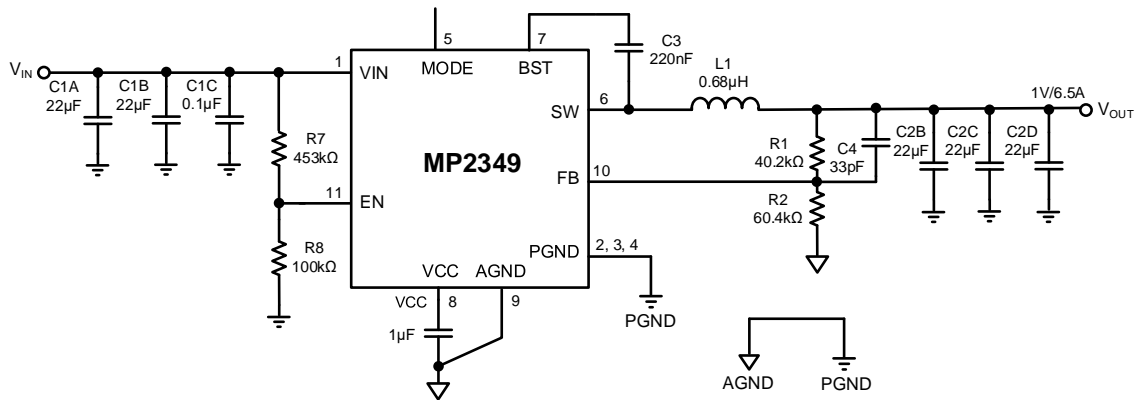 5
7
C3
220nF
VIN
C1A
22µF
C1B
22µF
C1C
0.1µF
1
VIN
MODE
BST
L1
0.68µH
SW
6
1V/6.5A
VOUT
R7
453kΩ
MP2349
R1
40.2kΩ
C4
33pF
C2B
22µF
C2C
22µF
C2D
22µF
FB
10
11
EN
R2
60.4kΩ
R8
100kΩ
PGND
2, 3, 4
VCC
AGND
VCC
8
9
1µF
PGND
AGND
PGND